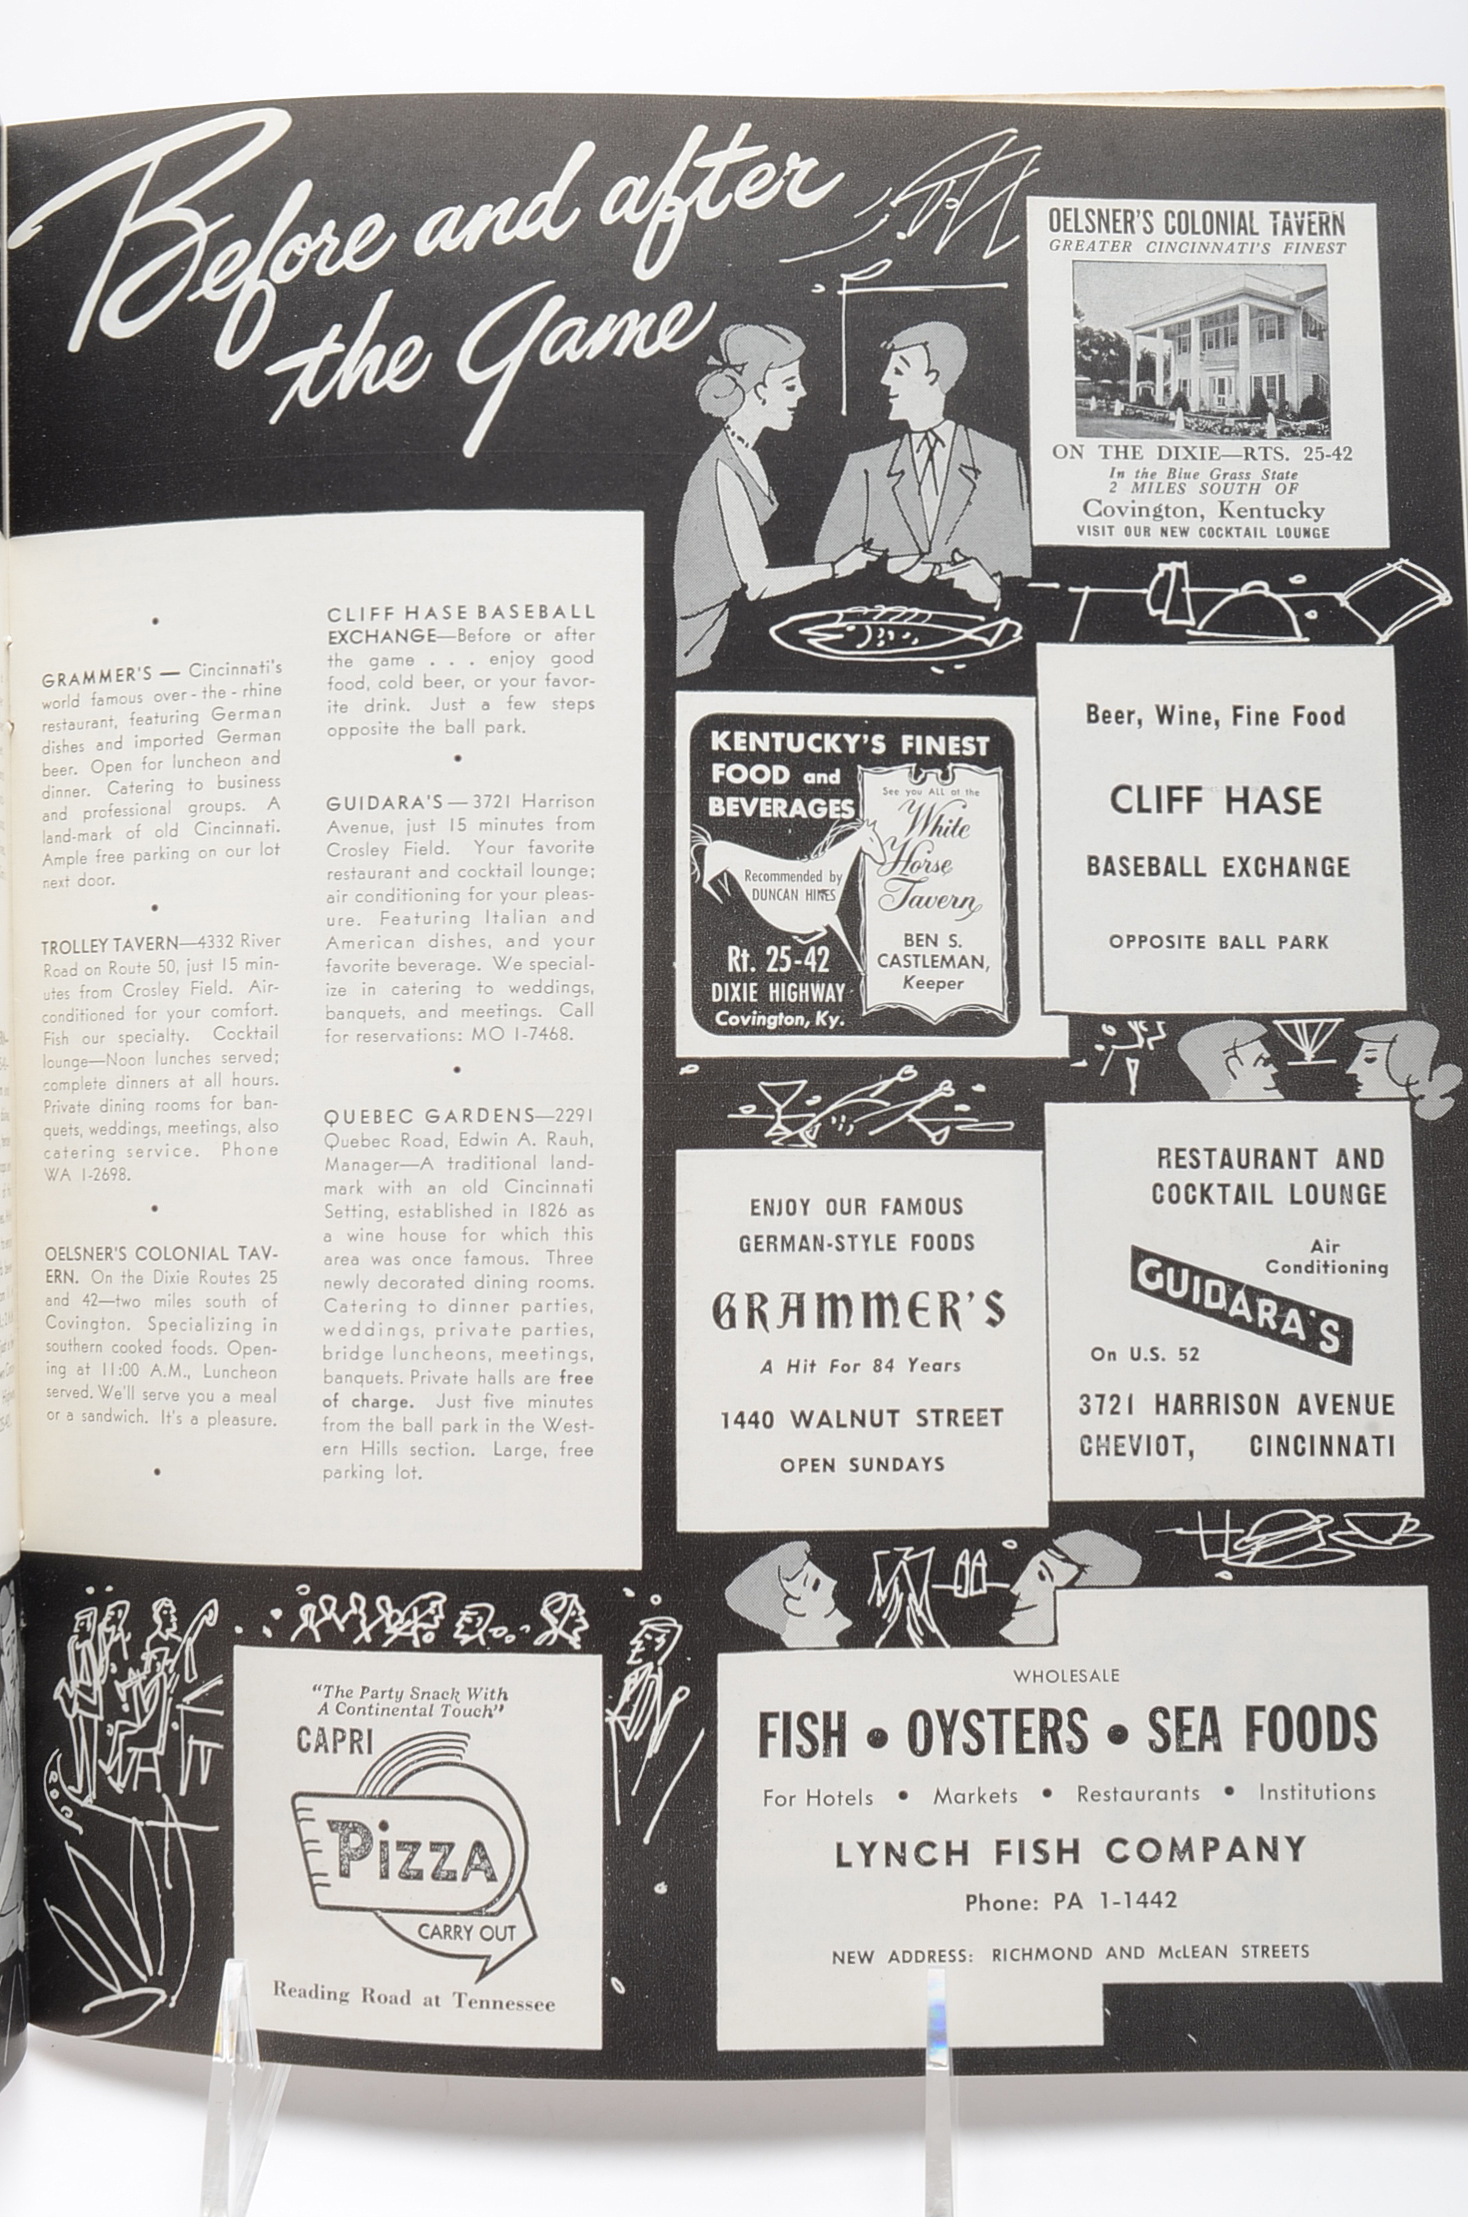 Before and after
the Game
OELSNER'S COLONIAL TAVERN
GREATER CINCINNATI'S FINEST
ON THE DIXIE—RTS. 25-42
In the Blue Grass State
2 MILES SOUTH OF
Covington, Kentucky
VISIT OUR NEW COCKTAIL LOUNGE
GRAMMER'S — Cincinnati's
world famous over-the-rhine
restaurant, featuring German
dishes and imported German
beer. Open for luncheon and
dinner. Catering to business
and professional groups. A
land-mark of old Cincinnati.
Ample free parking on our lot
next door.
TROLLEY TAVERN—4332 River
Road on Route 50, just 15 min-
utes from Crosley Field. Air-
conditioned for your comfort.
Fish our specialty. Cocktail
lounge—Noon lunches served;
complete dinners at all hours.
Private dining rooms for ban-
quets, weddings, meetings, also
catering service. Phone
WA 1-2698.
OELSNER'S COLONIAL TAV-
ERN. On the Dixie Routes 25
and 42—two miles south of
Covington. Specializing in
southern cooked foods. Open-
ing at 11:00 A.M., Luncheon
served. We'll serve you a meal
or a sandwich. It's a pleasure.
CLIFF HASE BASEBALL
EXCHANGE—Before or after
the game . . . enjoy good
food, cold beer, or your favor-
ite drink. Just a few steps
opposite the ball park.
GUIDARA'S—3721 Harrison
Avenue, just 15 minutes from
Crosley Field. Your favorite
restaurant and cocktail lounge;
air conditioning for your pleas-
ure. Featuring Italian and
American dishes, and your
favorite beverage. We special-
ize in catering to weddings,
banquets, and meetings. Call
for reservations: MO 1-7468.
QUEBEC GARDENS—2291
Quebec Road, Edwin A. Rauh,
Manager—A traditional land-
mark with an old Cincinnati
Setting, established in 1826 as
a wine house for which this
area was once famous. Three
newly decorated dining rooms.
Catering to dinner parties,
weddings, private parties,
bridge luncheons, meetings,
banquets. Private halls are free
of charge. Just five minutes
from the ball park in the West-
ern Hills section. Large, free
parking lot.
KENTUCKY'S FINEST
FOOD and
BEVERAGES
See you ALL at the
White
Horse
Tavern
Recommended by
DUNCAN HINES
BEN S.
CASTLEMAN,
Keeper
Rt. 25-42
DIXIE HIGHWAY
Covington, Ky.
Beer, Wine, Fine Food
CLIFF HASE
BASEBALL EXCHANGE
OPPOSITE BALL PARK
ENJOY OUR FAMOUS
GERMAN-STYLE FOODS
GRAMMER'S
A Hit For 84 Years
1440 WALNUT STREET
OPEN SUNDAYS
RESTAURANT AND
COCKTAIL LOUNGE
Air
Conditioning
GUIDARA'S
On U.S. 52
3721 HARRISON AVENUE
CHEVIOT, CINCINNATI
"The Party Snack With
A Continental Touch"
CAPRI
PIZZA
CARRY OUT
Reading Road at Tennessee
WHOLESALE
FISH • OYSTERS • SEA FOODS
For Hotels • Markets • Restaurants • Institutions
LYNCH FISH COMPANY
Phone: PA 1-1442
NEW ADDRESS: RICHMOND AND McLEAN STREETS